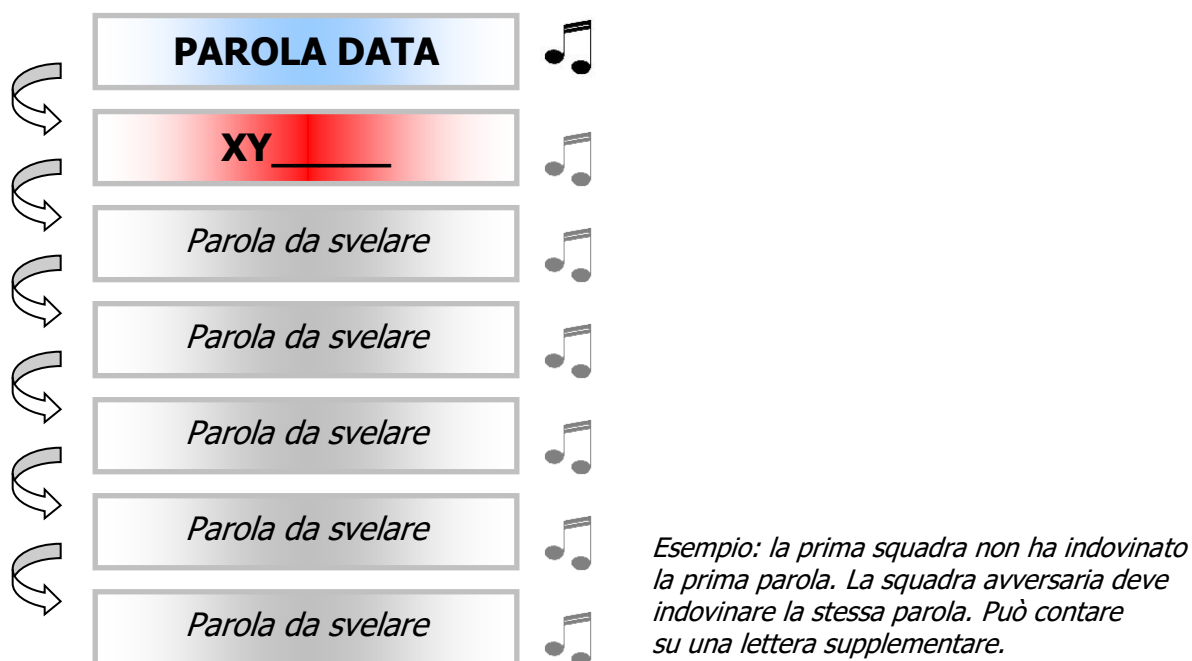 PAROLA DATA
XY______
Parola da svelare
Parola da svelare
Parola da svelare
Parola da svelare
Parola da svelare
Esempio: la prima squadra non ha indovinato
la prima parola. La squadra avversaria deve
indovinare la stessa parola. Può contare
su una lettera supplementare.